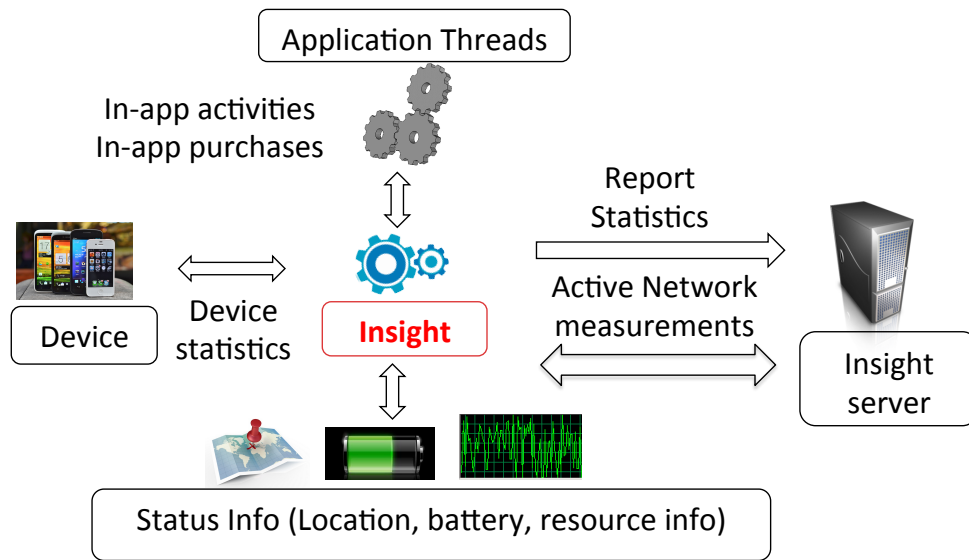 Application Threads
In-app activities
In-app purchases
Report
Statistics
Active Network
measurements
Device
Device
statistics
Insight
Insight
server
Status Info (Location, battery, resource info)